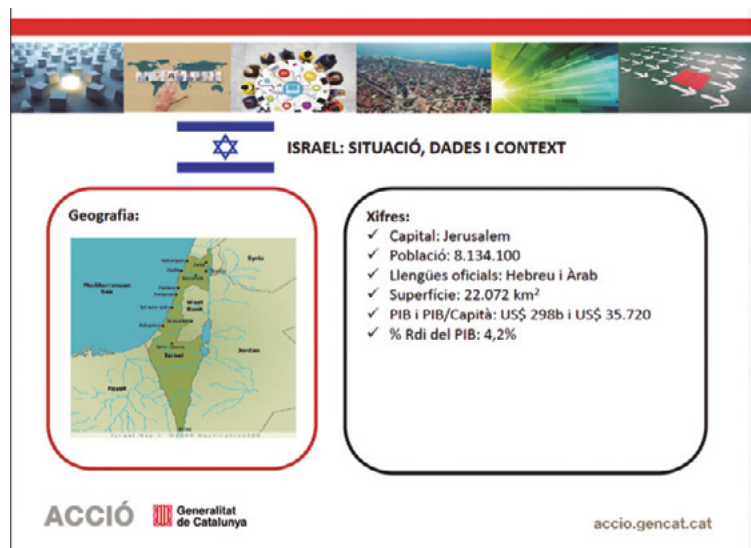 ISRAEL: SITUACIÓ, DADES I CONTEXT
Geografia:
Mediterranean
Sea
Syria
West
Bank
Israel
Jordan
Egypt
Xifres:
✓ Capital: Jerusalem
✓ Població: 8.134.100
✓ Llengües oficials: Hebreu i Àrab
✓ Superfície: 22.072 km²
✓ PIB i PIB/Capità: US$ 298b i US$ 35.720
✓ % Rdi del PIB: 4,2%
ACCIÓ
Generalitat
de Catalunya
accio.gencat.cat